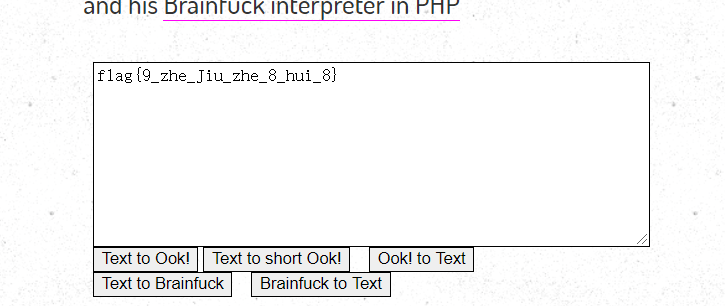 and his Brainfuck interpreter in PHP
flag{9_zhe_Jiu_zhe_8_hui_8}
Text to Ook! Text to short Ook! Ook! to Text
Text to Brainfuck Brainfuck to Text